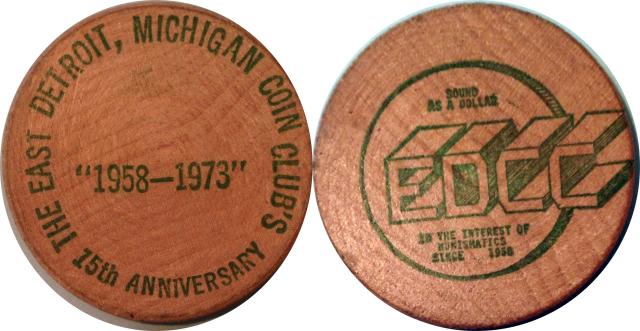 THE EAST DETROIT, MICHIGAN COIN CLUB'S
"1958—1973"
15th ANNIVERSARY
SOUND
AS A DOLLAR
EDCC
IN THE INTEREST OF
NUMISMATICS
SINCE 1958